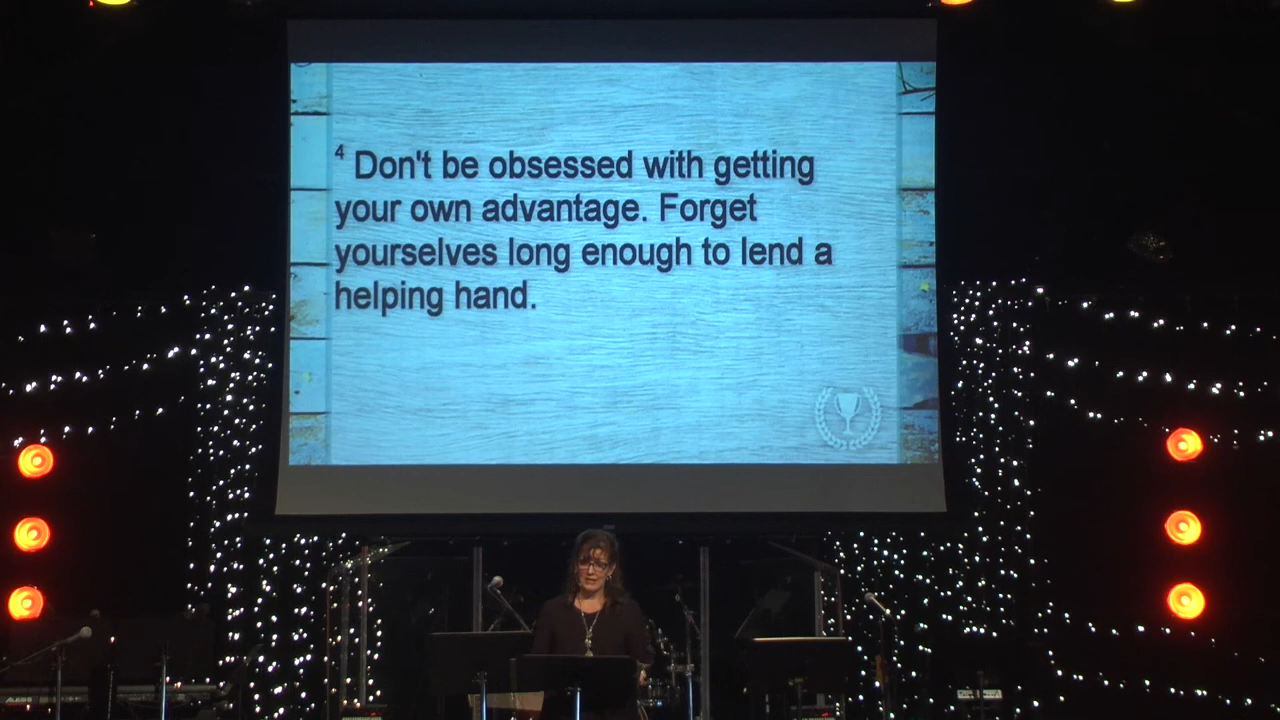 4 Don't be obsessed with getting
your own advantage. Forget
yourselves long enough to lend a
helping hand.